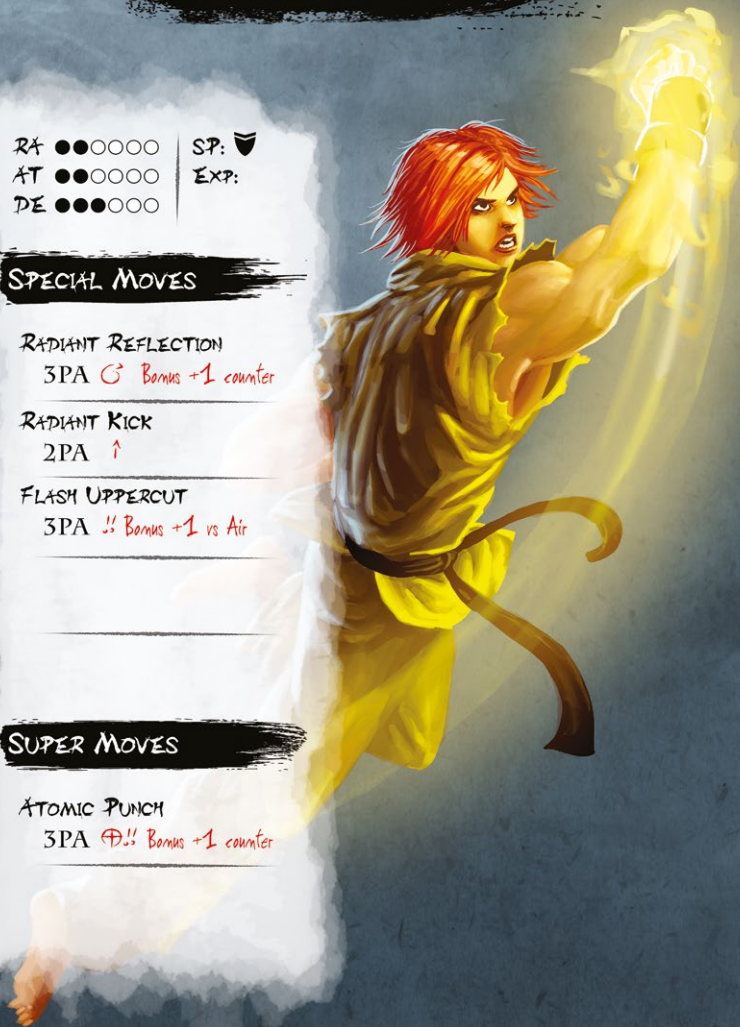 RA ●●○○○○
AT ●●○○○○
DE ●●●○○○
SP:
EXP:
SPECIAL MOVES
RADIANT REFLECTION
3PA Bonus +1 counter
RADIANT KICK
2PA ↑
FLASH UPPERCUT
3PA !! Bonus +1 vs Air
SUPER MOVES
ATOMIC PUNCH
3PA ⊕!! Bonus +1 counter